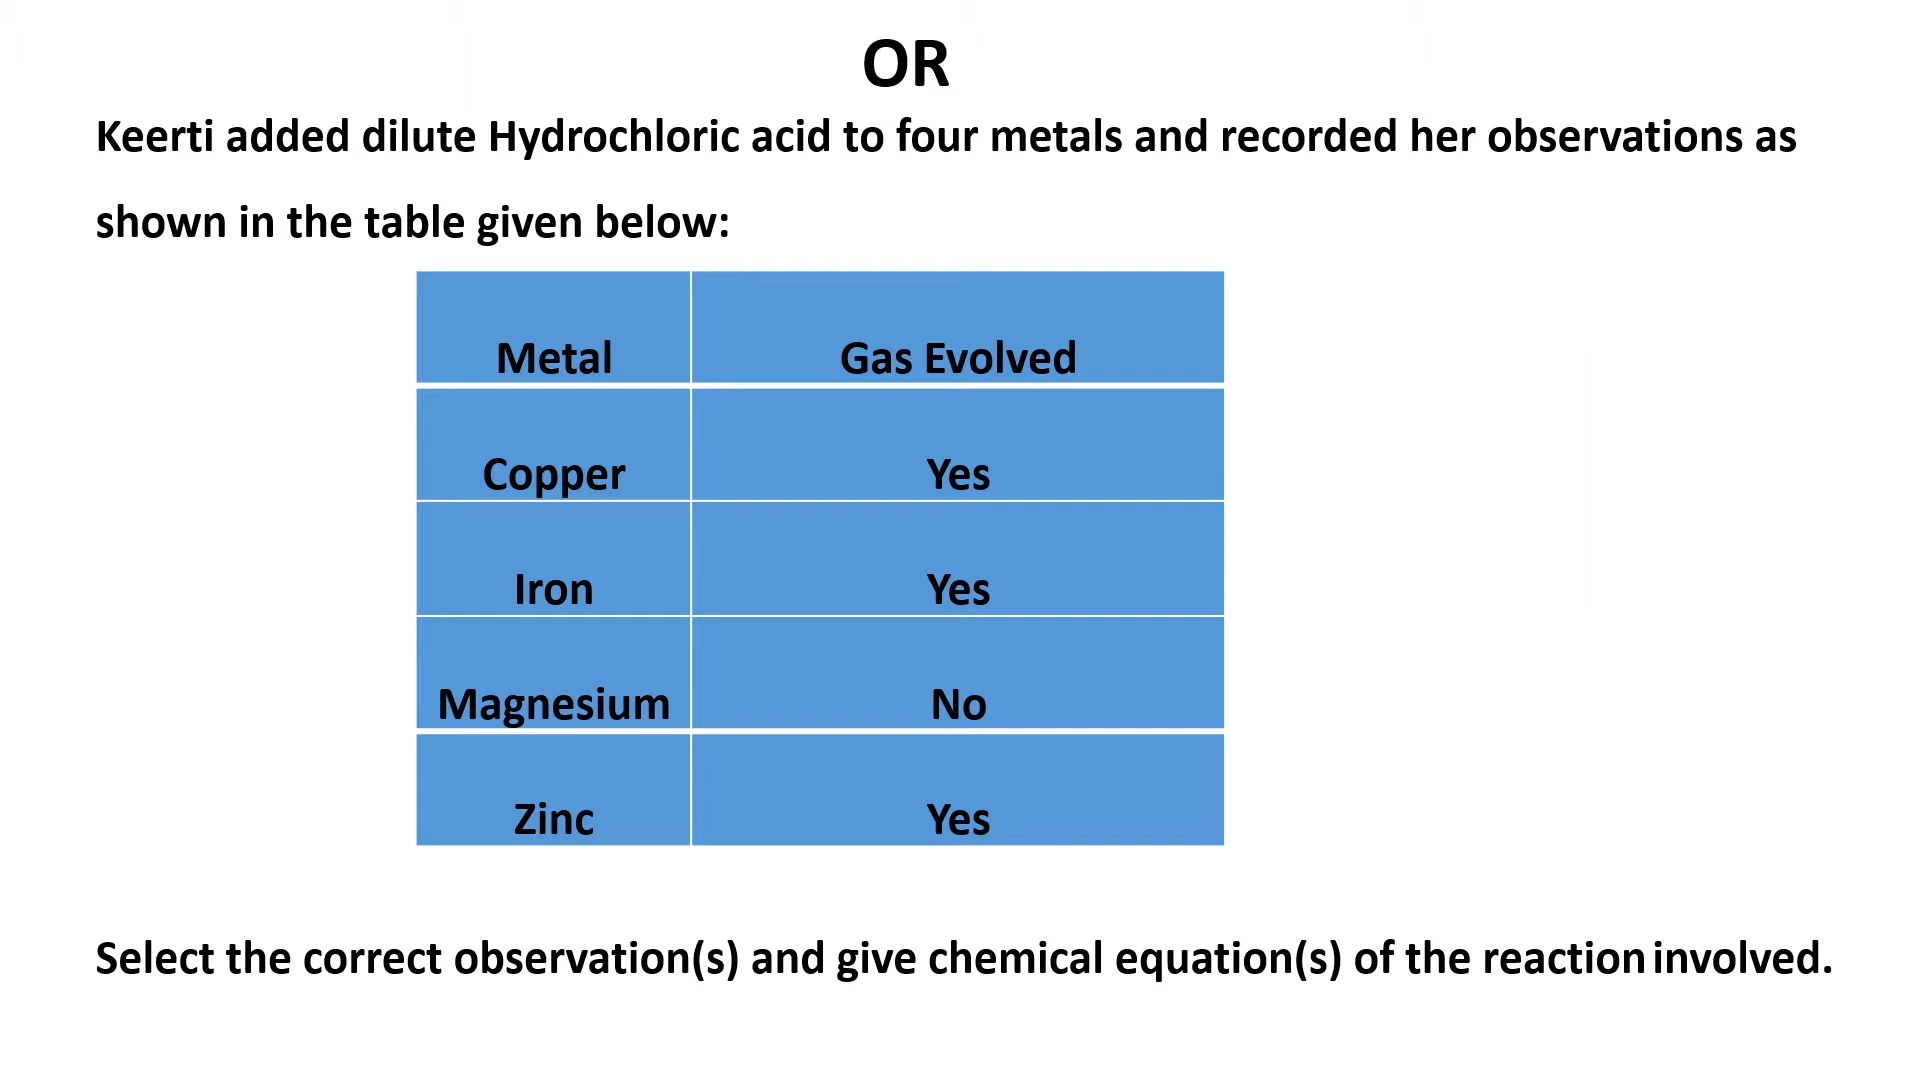 OR
Keerti added dilute Hydrochloric acid to four metals and recorded her observations as
shown in the table given below:
Metal Gas Evolved
Copper Yes
Iron Yes
Magnesium No
Zinc Yes
Select the correct observation(s) and give chemical equation(s) of the reaction involved.